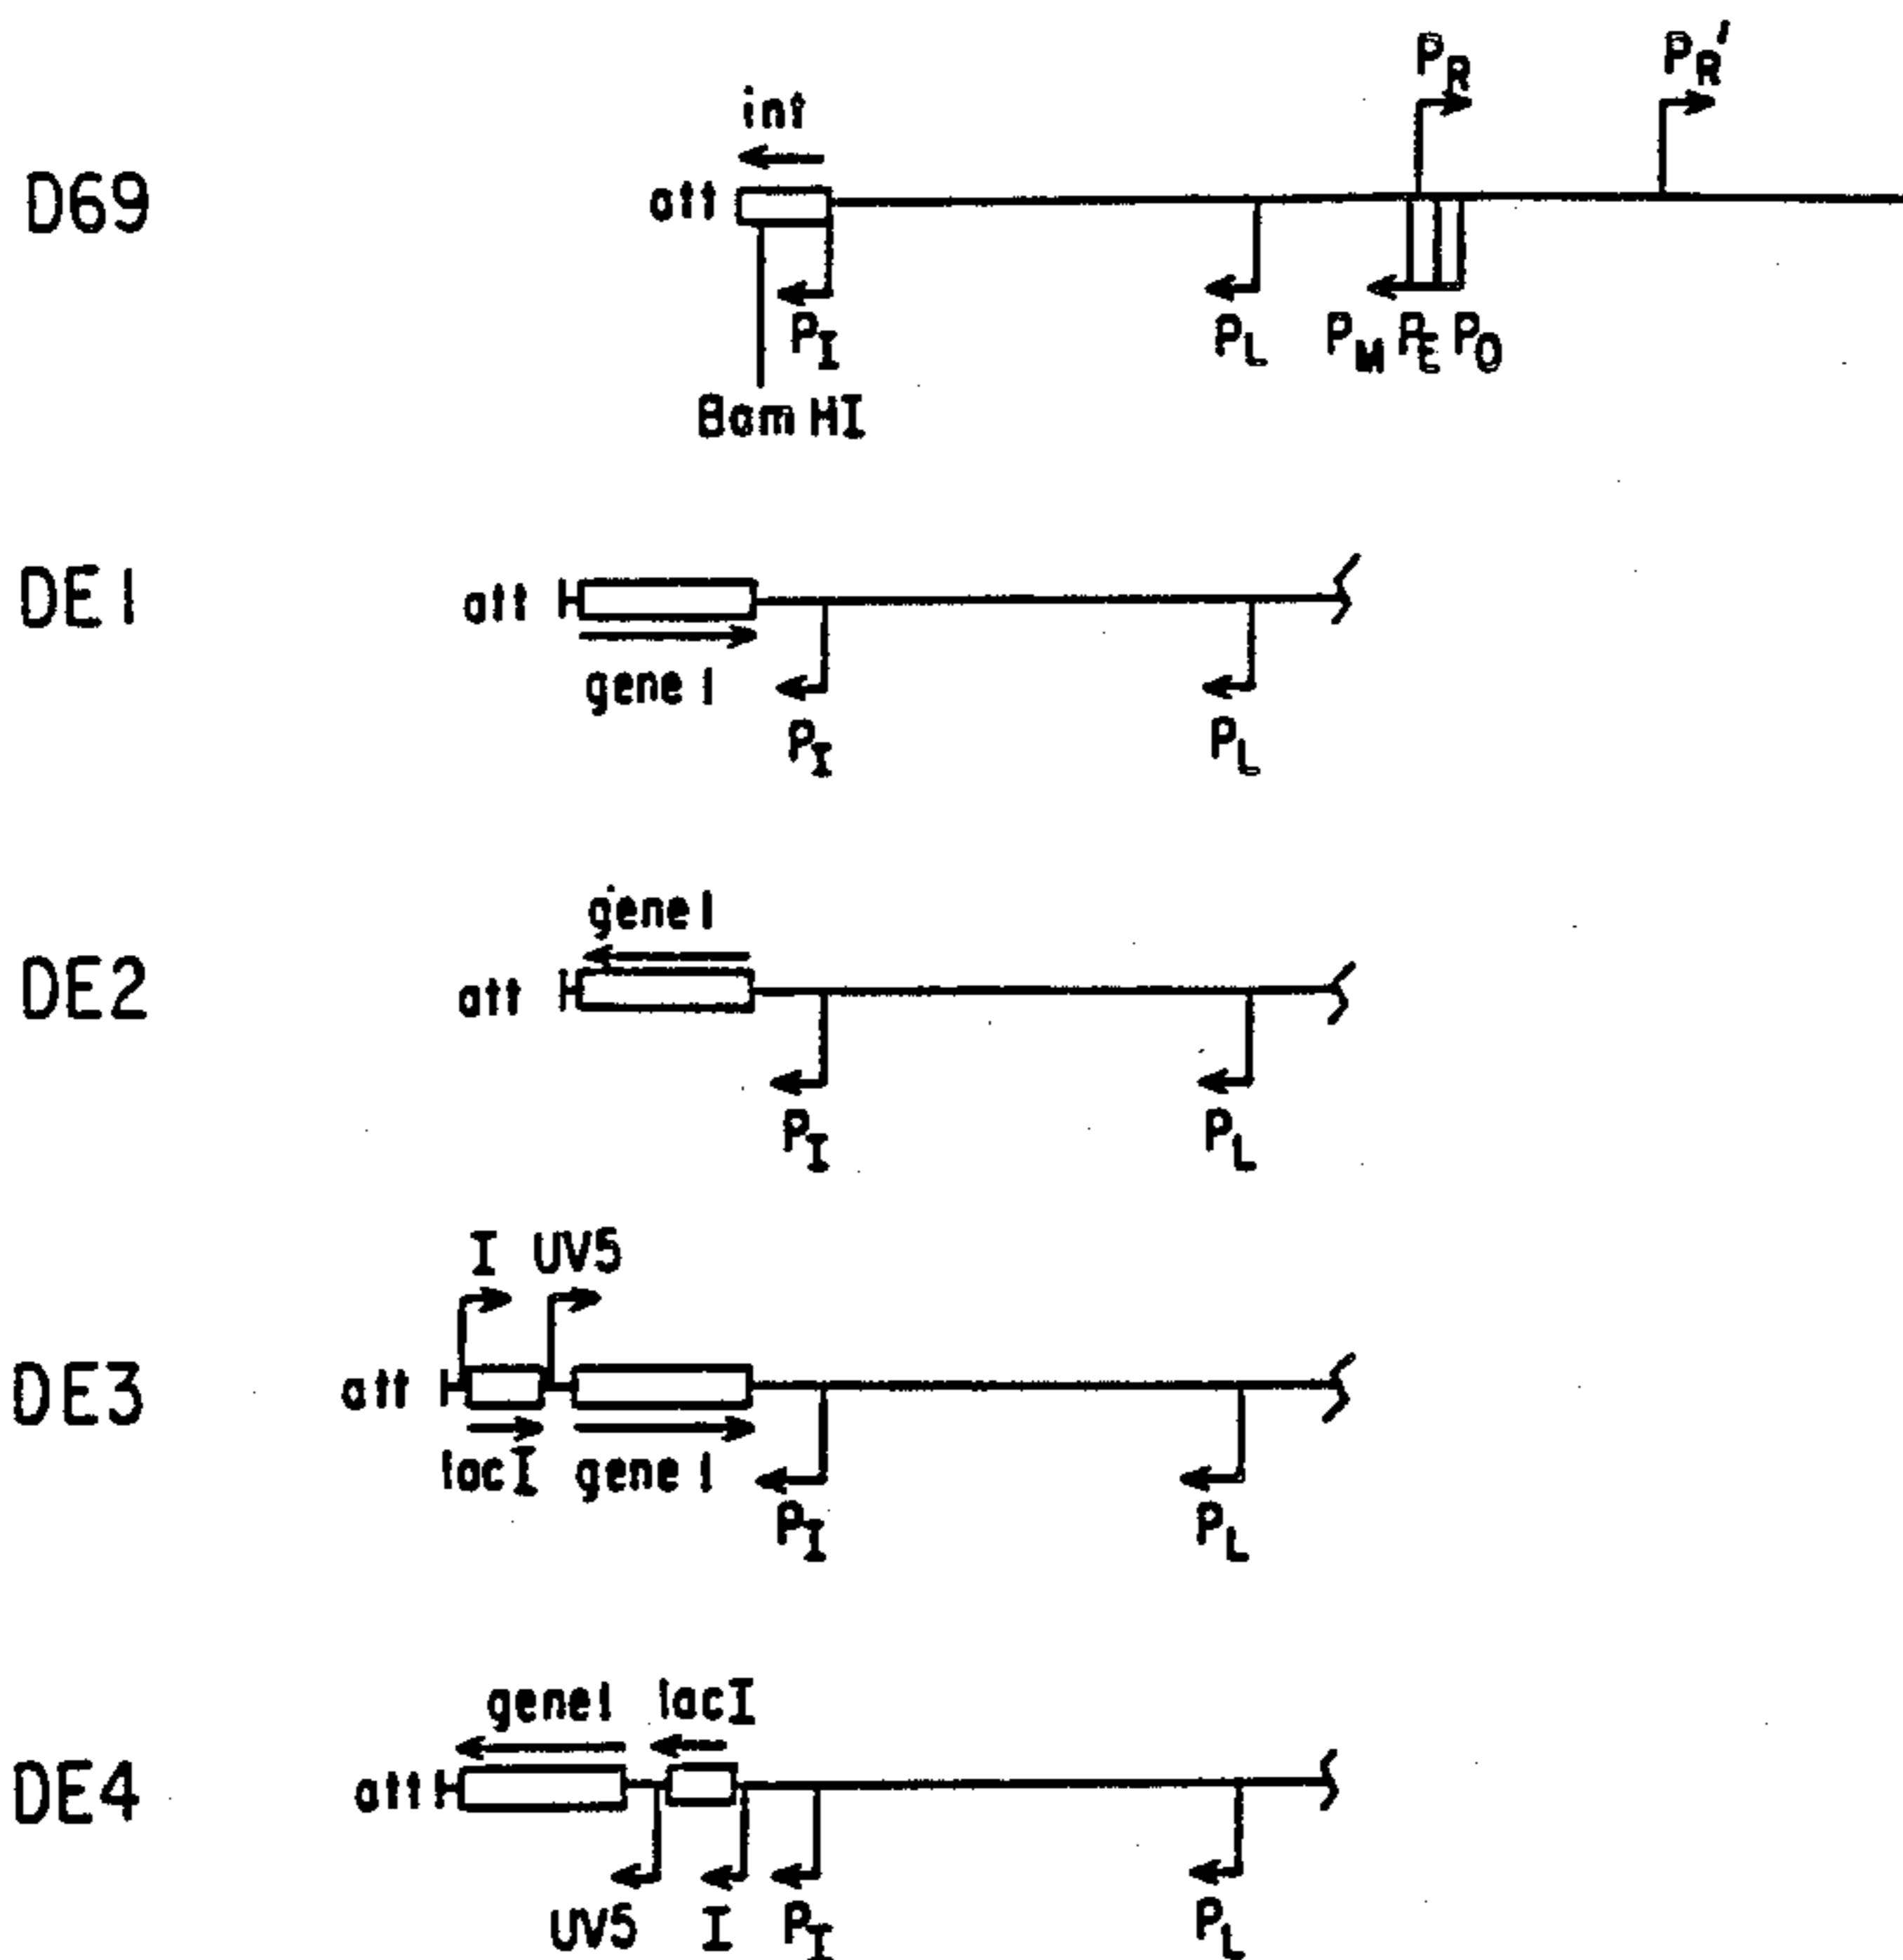 P_R P_R'
int
D69 att
P_I P_L P_M P_E P_O
Bam HI
DE1 att
gene 1
P_I P_L
gene 1
DE2 att
P_I P_L
I UV5
DE3 att
lacI gene 1
P_I P_L
gene 1 lacI
DE4 att
UV5 I P_I P_L